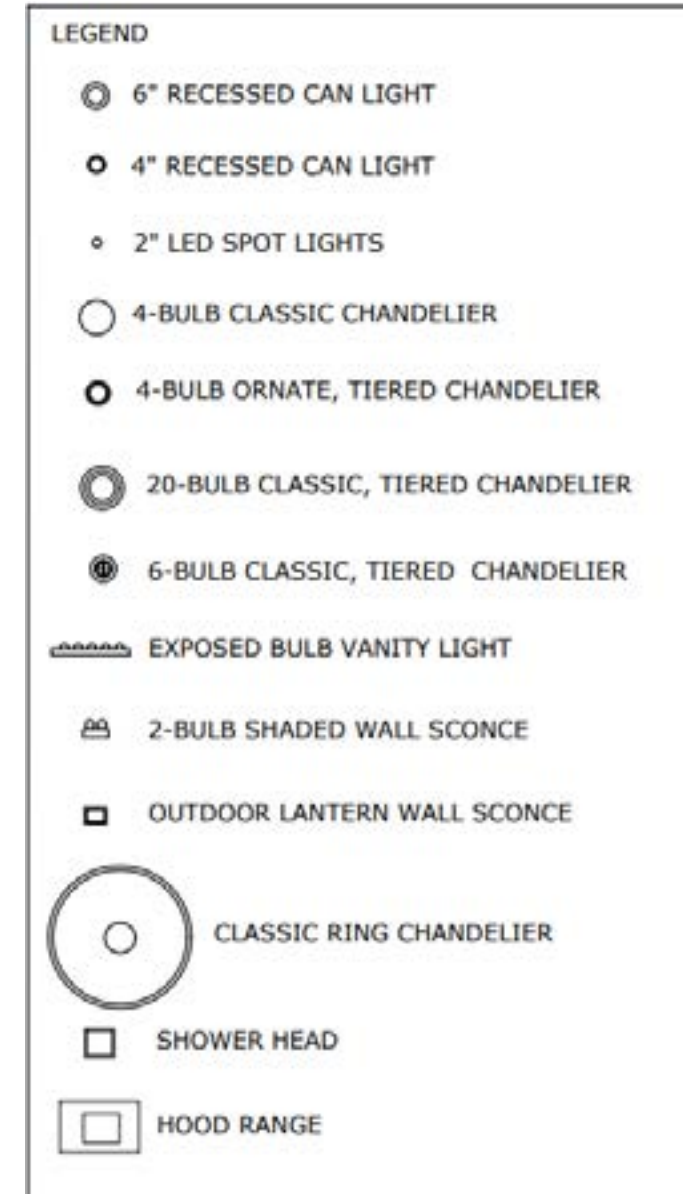 LEGEND
6" RECESSED CAN LIGHT
4" RECESSED CAN LIGHT
2" LED SPOT LIGHTS
4-BULB CLASSIC CHANDELIER
4-BULB ORNATE, TIERED CHANDELIER
20-BULB CLASSIC, TIERED CHANDELIER
6-BULB CLASSIC, TIERED CHANDELIER
EXPOSED BULB VANITY LIGHT
2-BULB SHADED WALL SCONCE
OUTDOOR LANTERN WALL SCONCE
CLASSIC RING CHANDELIER
SHOWER HEAD
HOOD RANGE